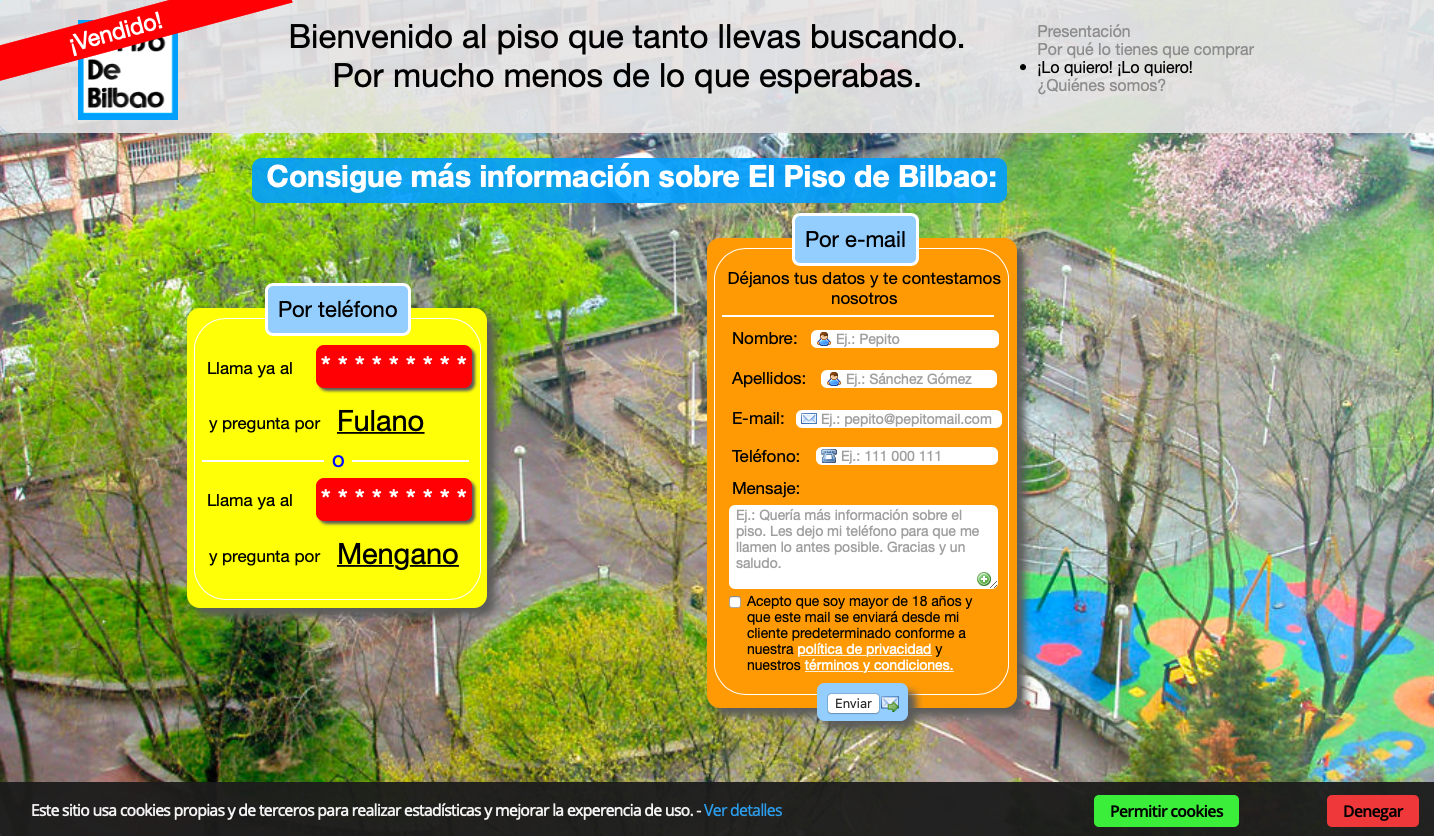 ¡Vendido!
De
Bilbao
Bienvenido al piso que tanto llevas buscando.
Por mucho menos de lo que esperabas.
Presentación
Por qué lo tienes que comprar
¡Lo quiero! ¡Lo quiero!
¿Quiénes somos?
Consigue más información sobre El Piso de Bilbao:
Por teléfono
Llama ya al * * * * * * * * *
y pregunta por Fulano
o
Llama ya al * * * * * * * * *
y pregunta por Mengano
Por e-mail
Déjanos tus datos y te contestamos
nosotros
Nombre: Ej.: Pepito
Apellidos: Ej.: Sánchez Gómez
E-mail: Ej.: pepito@pepitomail.com
Teléfono: Ej.: 111 000 111
Mensaje:
Ej.: Quería más información sobre el
piso. Les dejo mi teléfono para que me
llamen lo antes posible. Gracias y un
saludo.
Acepto que soy mayor de 18 años y
que este mail se enviará desde mi
cliente predeterminado conforme a
nuestra política de privacidad y
nuestros términos y condiciones.
Enviar
Este sitio usa cookies propias y de terceros para realizar estadísticas y mejorar la experencia de uso. - Ver detalles
Permitir cookies
Denegar